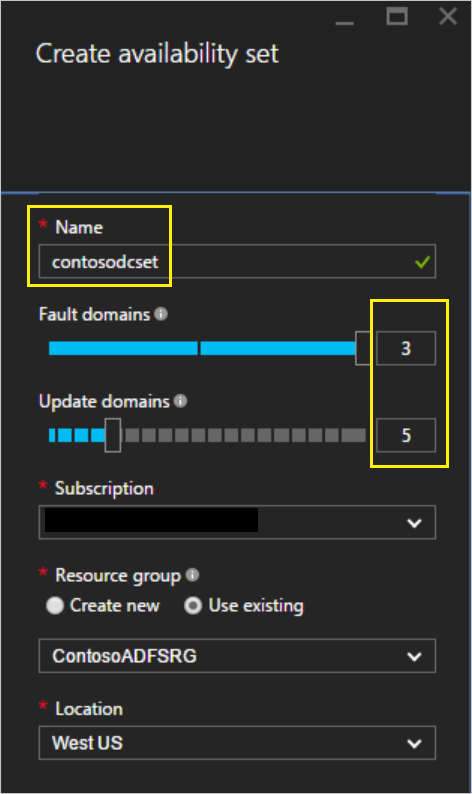 Create availability set
* Name
contosodcset
Fault domains
3
Update domains
5
* Subscription
* Resource group
Create new Use existing
ContosoADFSRG
* Location
West US